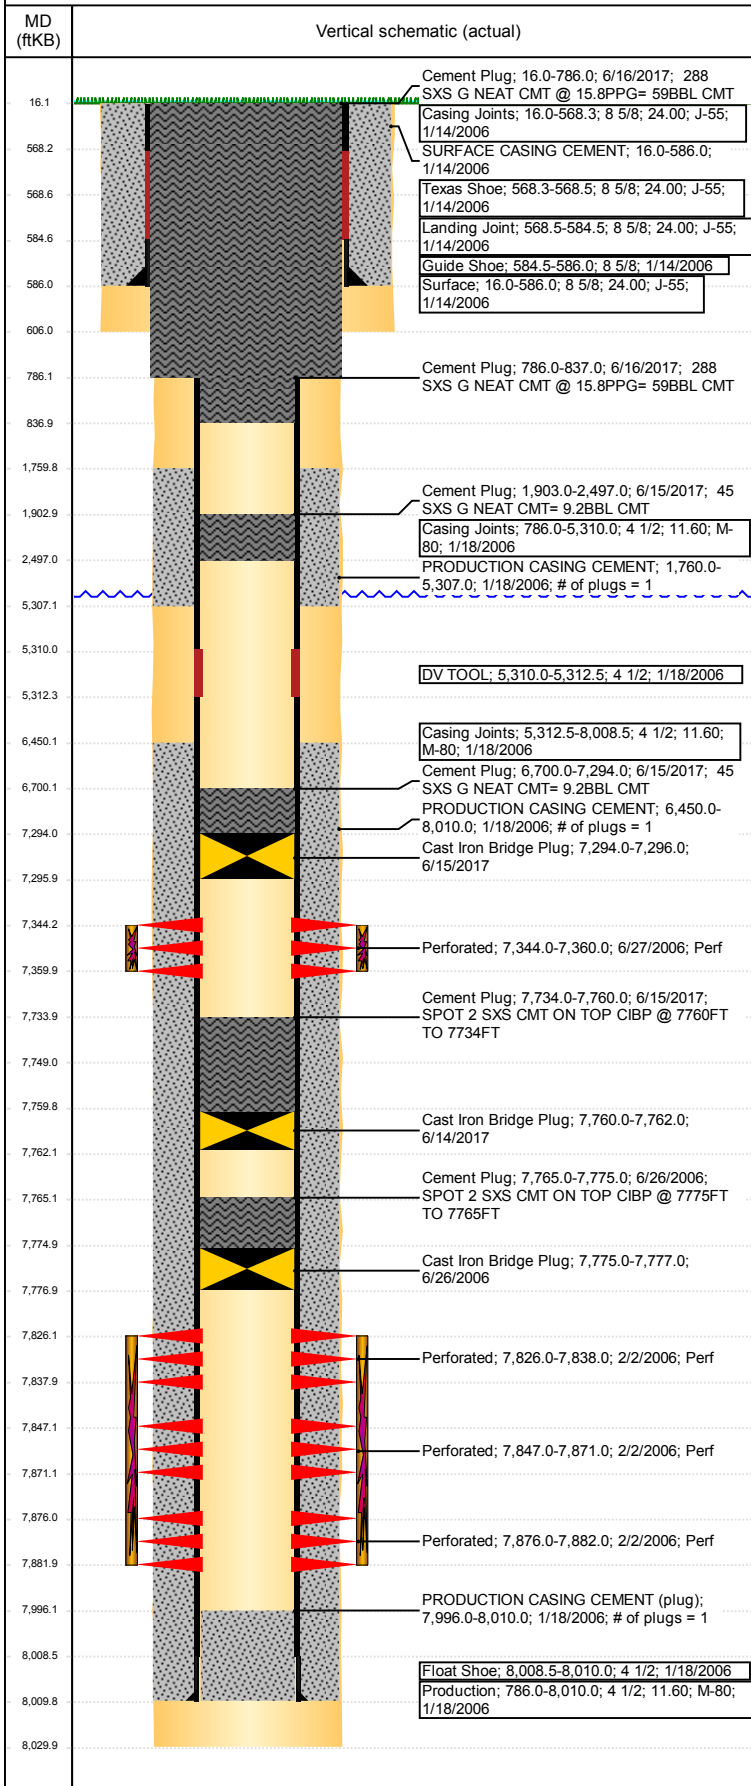 MD
(ftKB)
Vertical schematic (actual)
16.1
568.2
568.6
584.6
586.0
606.0
786.1
836.9
1,759.8
1,902.9
2,497.0
5,307.1
5,310.0
5,312.3
6,450.1
6,700.1
7,294.0
7,295.9
7,344.2
7,359.9
7,733.9
7,749.0
7,759.8
7,762.1
7,765.1
7,774.9
7,776.9
7,826.1
7,837.9
7,847.1
7,871.1
7,876.0
7,881.9
7,996.1
8,008.5
8,009.8
8,029.9
Cement Plug; 16.0-786.0; 6/16/2017; 288
SXS G NEAT CMT @ 15.8PPG= 59BBL CMT
Casing Joints; 16.0-568.3; 8 5/8; 24.00; J-55;
1/14/2006
SURFACE CASING CEMENT; 16.0-586.0;
1/14/2006
Texas Shoe; 568.3-568.5; 8 5/8; 24.00; J-55;
1/14/2006
Landing Joint; 568.5-584.5; 8 5/8; 24.00; J-55;
1/14/2006
Guide Shoe; 584.5-586.0; 8 5/8; 1/14/2006
Surface; 16.0-586.0; 8 5/8; 24.00; J-55;
1/14/2006
Cement Plug; 786.0-837.0; 6/16/2017; 288
SXS G NEAT CMT @ 15.8PPG= 59BBL CMT
Cement Plug; 1,903.0-2,497.0; 6/15/2017; 45
SXS G NEAT CMT= 9.2BBL CMT
Casing Joints; 786.0-5,310.0; 4 1/2; 11.60; M-
80; 1/18/2006
PRODUCTION CASING CEMENT; 1,760.0-
5,307.0; 1/18/2006; # of plugs = 1
DV TOOL; 5,310.0-5,312.5; 4 1/2; 1/18/2006
Casing Joints; 5,312.5-8,008.5; 4 1/2; 11.60;
M-80; 1/18/2006
Cement Plug; 6,700.0-7,294.0; 6/15/2017; 45
SXS G NEAT CMT= 9.2BBL CMT
PRODUCTION CASING CEMENT; 6,450.0-
8,010.0; 1/18/2006; # of plugs = 1
Cast Iron Bridge Plug; 7,294.0-7,296.0;
6/15/2017
Perforated; 7,344.0-7,360.0; 6/27/2006; Perf
Cement Plug; 7,734.0-7,760.0; 6/15/2017;
SPOT 2 SXS CMT ON TOP CIBP @ 7760FT
TO 7734FT
Cast Iron Bridge Plug; 7,760.0-7,762.0;
6/14/2017
Cement Plug; 7,765.0-7,775.0; 6/26/2006;
SPOT 2 SXS CMT ON TOP CIBP @ 7775FT
TO 7765FT
Cast Iron Bridge Plug; 7,775.0-7,777.0;
6/26/2006
Perforated; 7,826.0-7,838.0; 2/2/2006; Perf
Perforated; 7,847.0-7,871.0; 2/2/2006; Perf
Perforated; 7,876.0-7,882.0; 2/2/2006; Perf
PRODUCTION CASING CEMENT (plug);
7,996.0-8,010.0; 1/18/2006; # of plugs = 1
Float Shoe; 8,008.5-8,010.0; 4 1/2; 1/18/2006
Production; 786.0-8,010.0; 4 1/2; 11.60; M-80;
1/18/2006